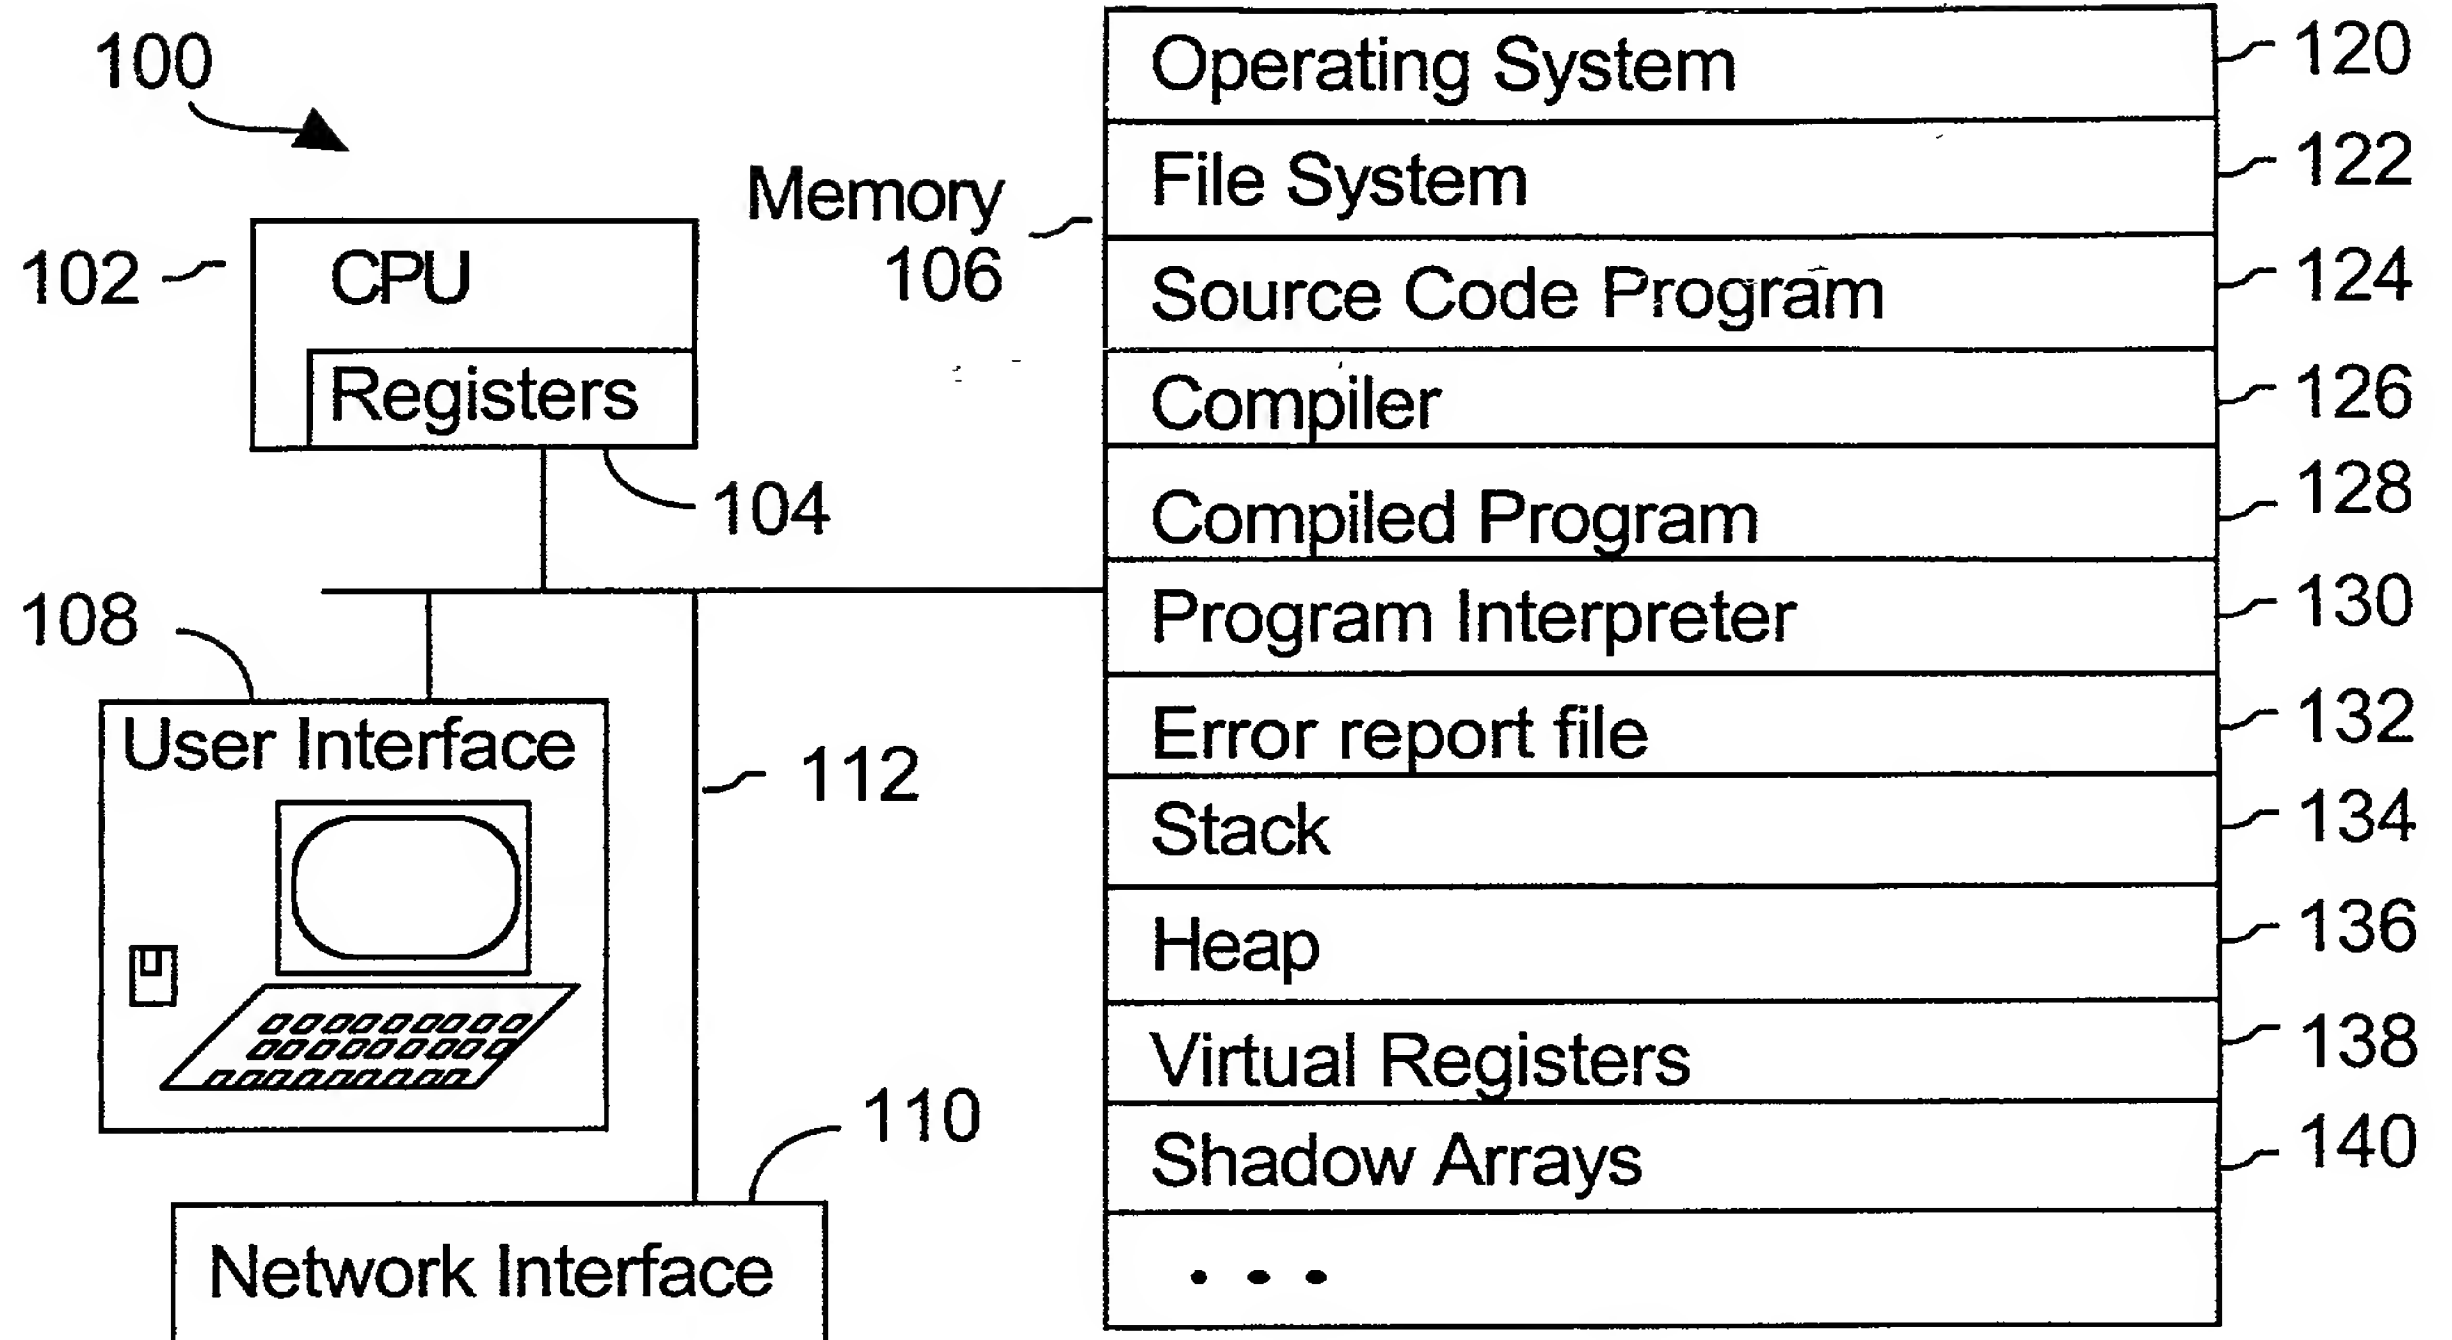 100
102
CPU
Registers
104
108
User Interface
112
110
Network Interface
Memory
106
Operating System 120
File System 122
Source Code Program 124
Compiler 126
Compiled Program 128
Program Interpreter 130
Error report file 132
Stack 134
Heap 136
Virtual Registers 138
Shadow Arrays 140
• • •